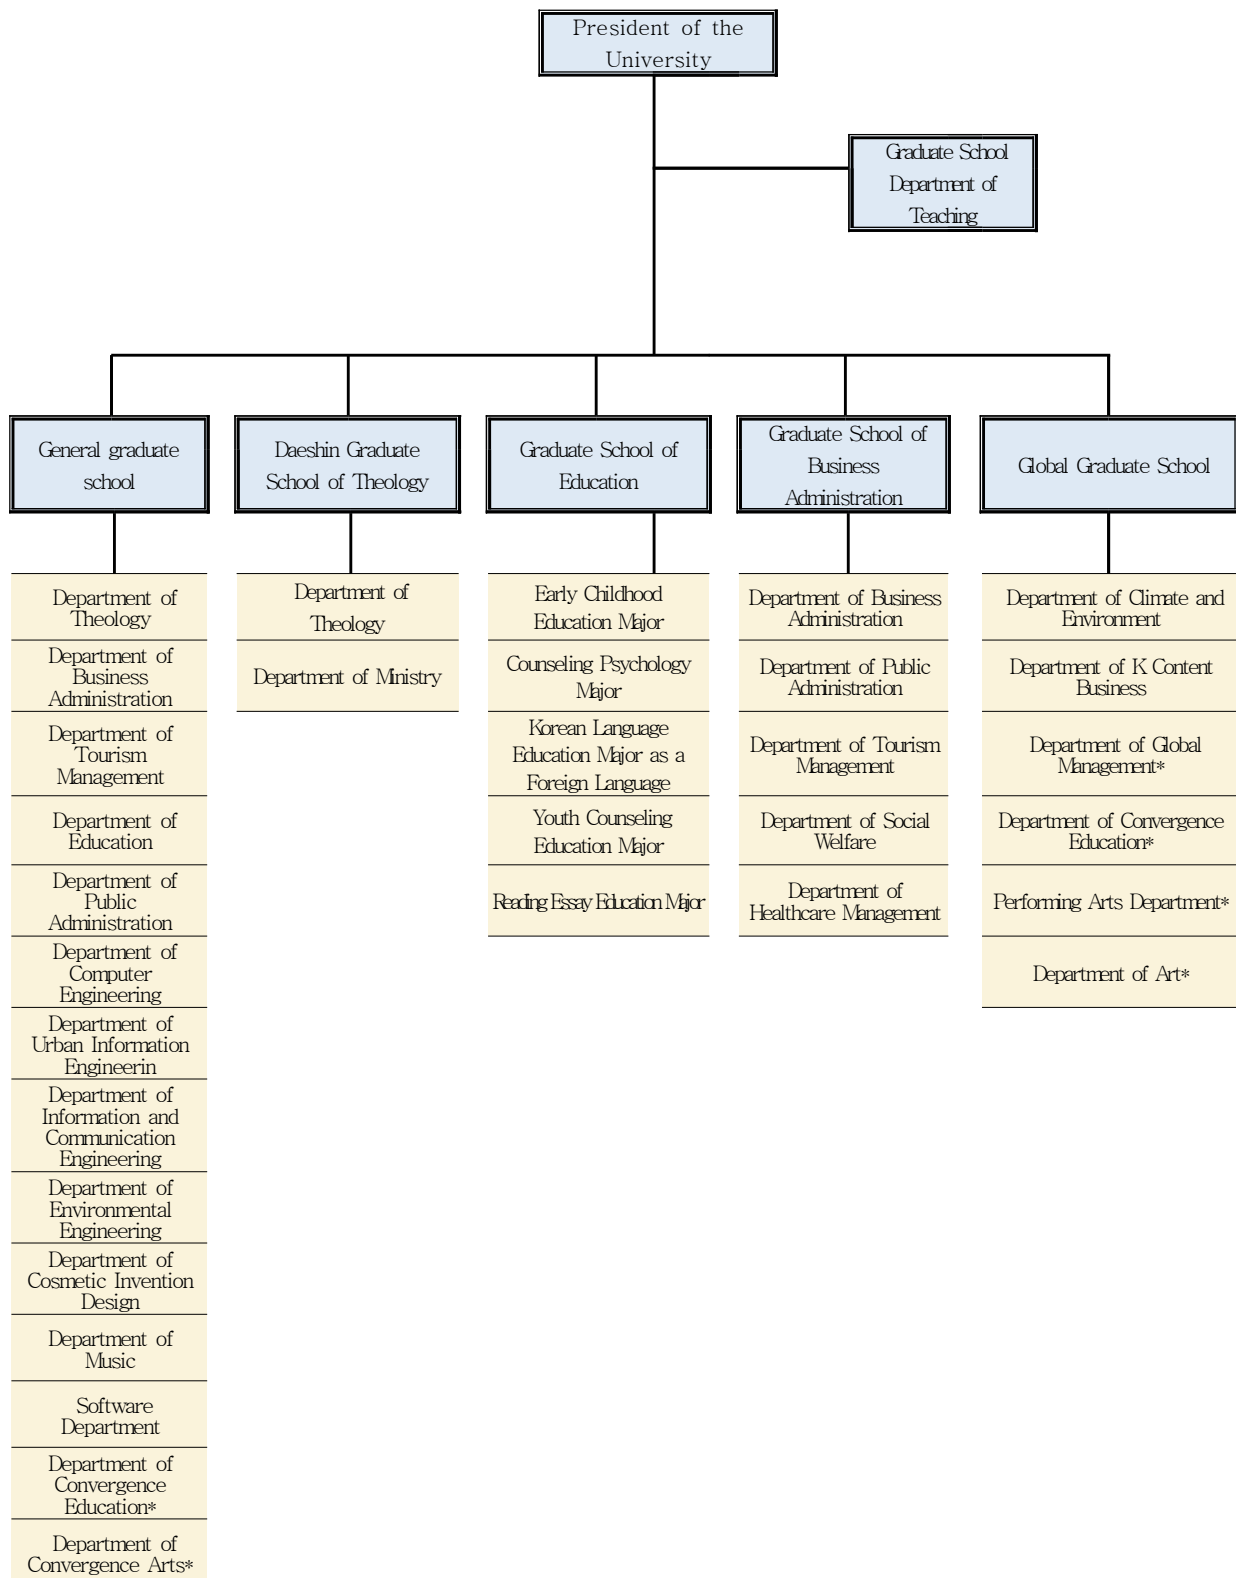 President of the
University
Graduate School
Department of
Teaching
General graduate
school
Daeshin Graduate
School of Theology
Graduate School of
Education
Graduate School of
Business
Administration
Global Graduate School
Department of
Theology
Department of
Business
Administration
Department of
Tourism
Management
Department of
Education
Department of
Public
Administration
Department of
Computer
Engineering
Department of
Urban Information
Engineerin
Department of
Information and
Communication
Engineering
Department of
Environmental
Engineering
Department of
Cosmetic Invention
Design
Department of
Music
Software
Department
Department of
Convergence
Education*
Department of
Convergence Arts*
Department of
Theology
Department of Ministry
Early Childhood
Education Major
Counseling Psychology
Major
Korean Language
Education Major as a
Foreign Language
Youth Counseling
Education Major
Reading Essay Education Major
Department of Business
Administration
Department of Public
Administration
Department of Tourism
Management
Department of Social
Welfare
Department of
Healthcare Management
Department of Climate and
Environment
Department of K Content
Business
Department of Global
Management*
Department of Convergence
Education*
Performing Arts Department*
Department of Art*